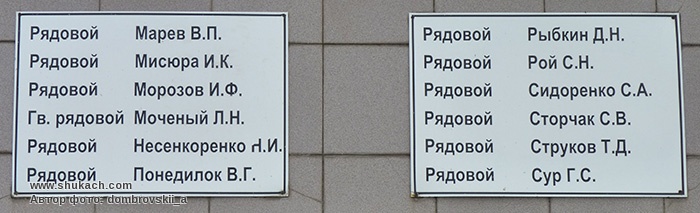 Рядовой Марев В.П.
Рядовой Мисюра И.К.
Рядовой Морозов И.Ф.
Гв. рядовой Моченый Л.Н.
Рядовой Несенкоренко Н.И.
Рядовой Понедилок В.Г.
Рядовой Рыбкин Д.Н.
Рядовой Рой С.Н.
Рядовой Сидоренко С.А.
Рядовой Сторчак С.В.
Рядовой Струков Т.Д.
Рядовой Сур Г.С.
www.shukach.com
Автор фото: dombrovskii_a